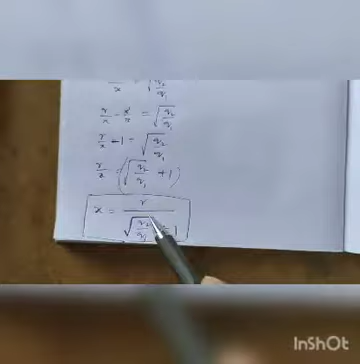 r/x - x/x = √(q₂/q₁)
r/x - 1 = √(q₂/q₁)
r/x = (√(q₂/q₁) + 1)
x = r / √(q₂/q₁) 1
InShOt